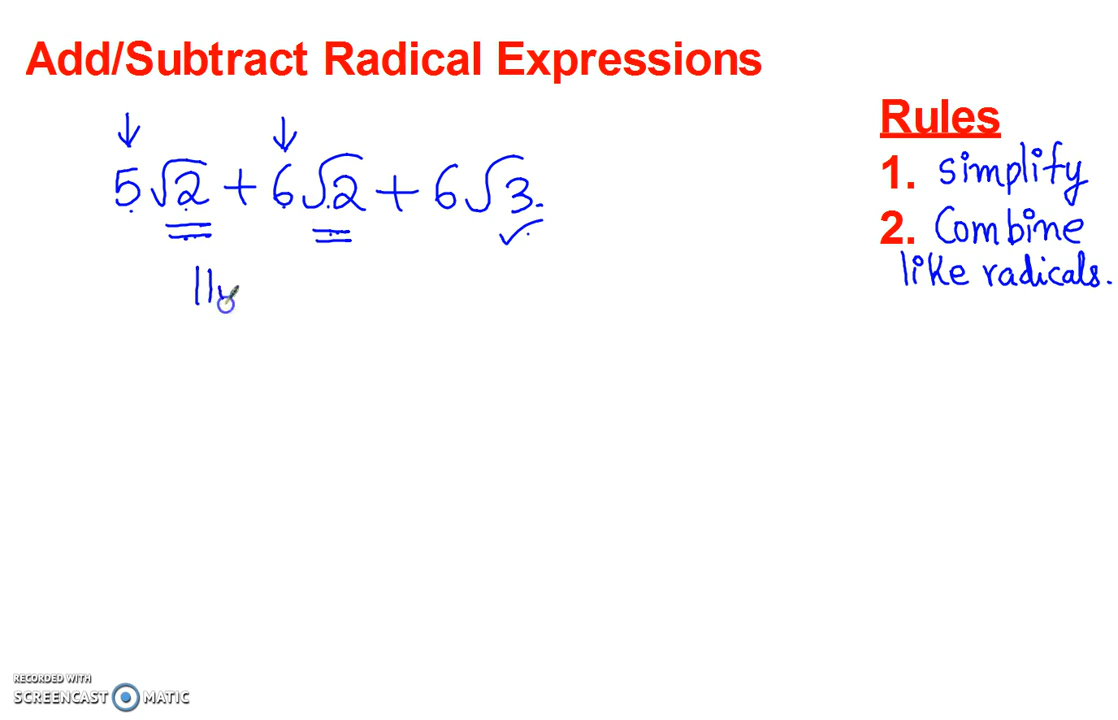 Add/Subtract Radical Expressions
Rules
5√2 + 6√2 + 6√3
1. Simplify
2. Combine
like radicals.
11
RECORDED WITH
SCREENCAST MATIC